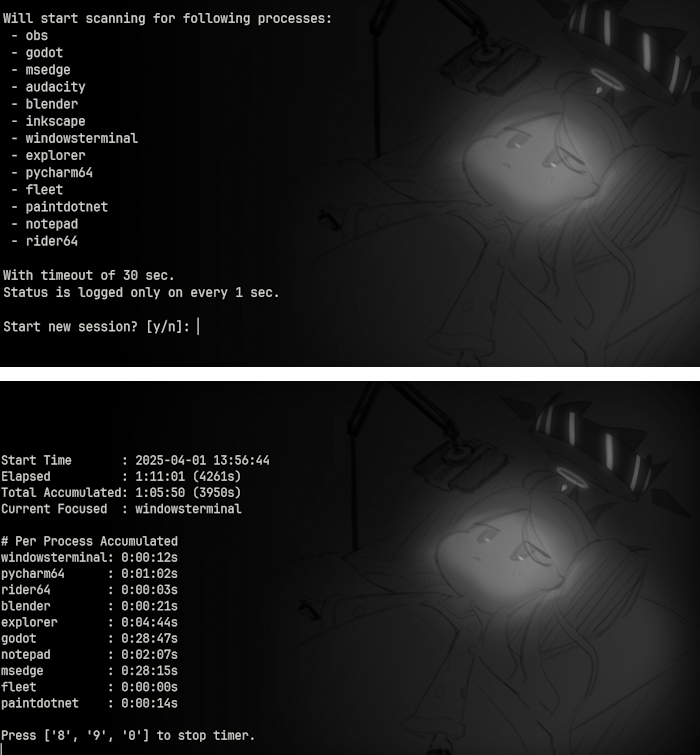 Will start scanning for following processes:
- obs
- godot
- msedge
- audacity
- blender
- inkscape
- windowsterminal
- explorer
- pycharm64
- fleet
- paintdotnet
- notepad
- rider64
With timeout of 30 sec.
Status is logged only on every 1 sec.
Start new session? [y/n]:
Start Time : 2025-04-01 13:56:44
Elapsed : 1:11:01 (4261s)
Total Accumulated: 1:05:50 (3950s)
Current Focused : windowsterminal
# Per Process Accumulated
windowsterminal: 0:00:12s
pycharm64 : 0:01:02s
rider64 : 0:00:03s
blender : 0:00:21s
explorer : 0:04:44s
godot : 0:28:47s
notepad : 0:02:07s
msedge : 0:28:15s
fleet : 0:00:00s
paintdotnet : 0:00:14s
Press ['8', '9', '0'] to stop timer.